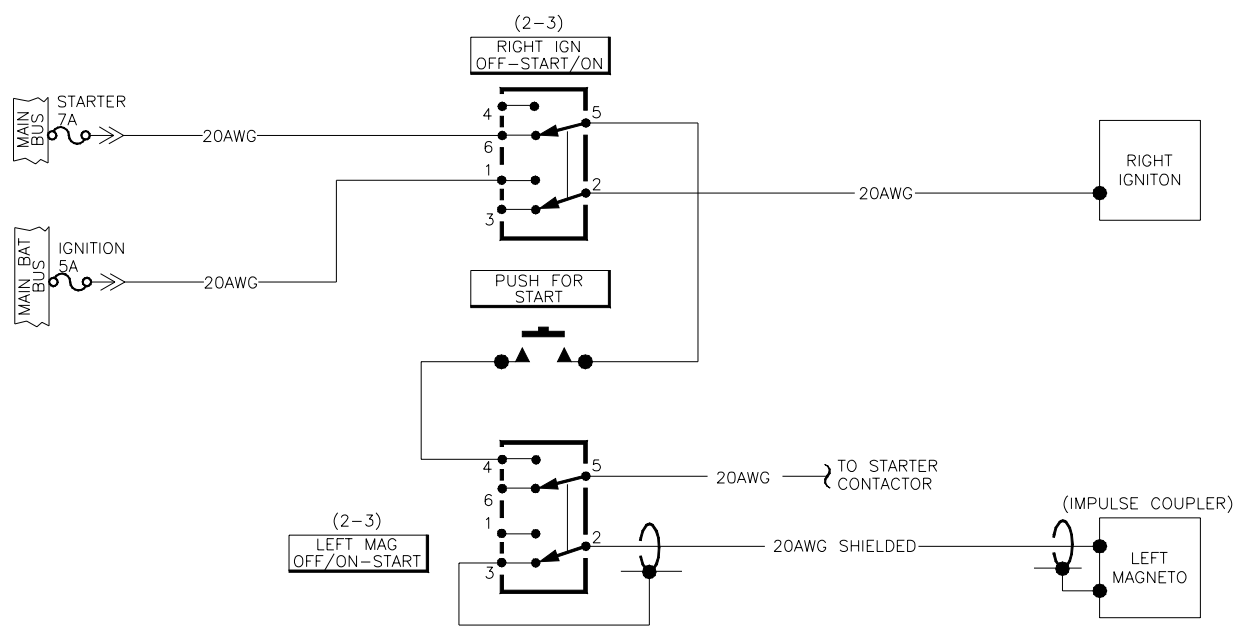 (2-3)
RIGHT IGN
OFF-START/ON
STARTER
7A
MAIN
BUS
20AWG
4
5
6
1
2
3
20AWG
RIGHT
IGNITON
IGNITION
5A
MAIN BAT
BUS
20AWG
PUSH FOR
START
4
5
6
1
2
3
20AWG
TO STARTER
CONTACTOR
(2-3)
LEFT MAG
OFF/ON-START
20AWG SHIELDED
(IMPULSE COUPLER)
LEFT
MAGNETO